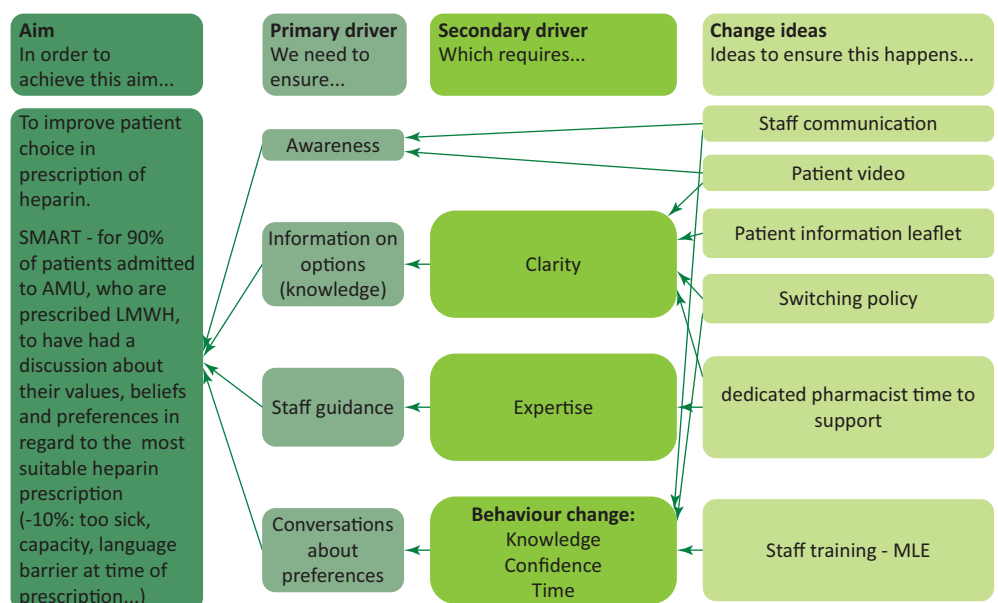 Aim
In order to
achieve this aim...
Primary driver
We need to
ensure...
Secondary driver
Which requires...
Change ideas
Ideas to ensure this happens...
To improve patient
choice in
prescription of
heparin.
SMART - for 90%
of patients admitted
to AMU, who are
prescribed LMWH,
to have had a
discussion about
their values, beliefs
and preferences in
regard to the most
suitable heparin
prescription
(-10%: too sick,
capacity, language
barrier at time of
prescription...)
Awareness
Information on
options
(knowledge)
Staff guidance
Conversations
about
preferences
Clarity
Expertise
Behaviour change:
Knowledge
Confidence
Time
Staff communication
Patient video
Patient information leaflet
Switching policy
dedicated pharmacist time to
support
Staff training - MLE